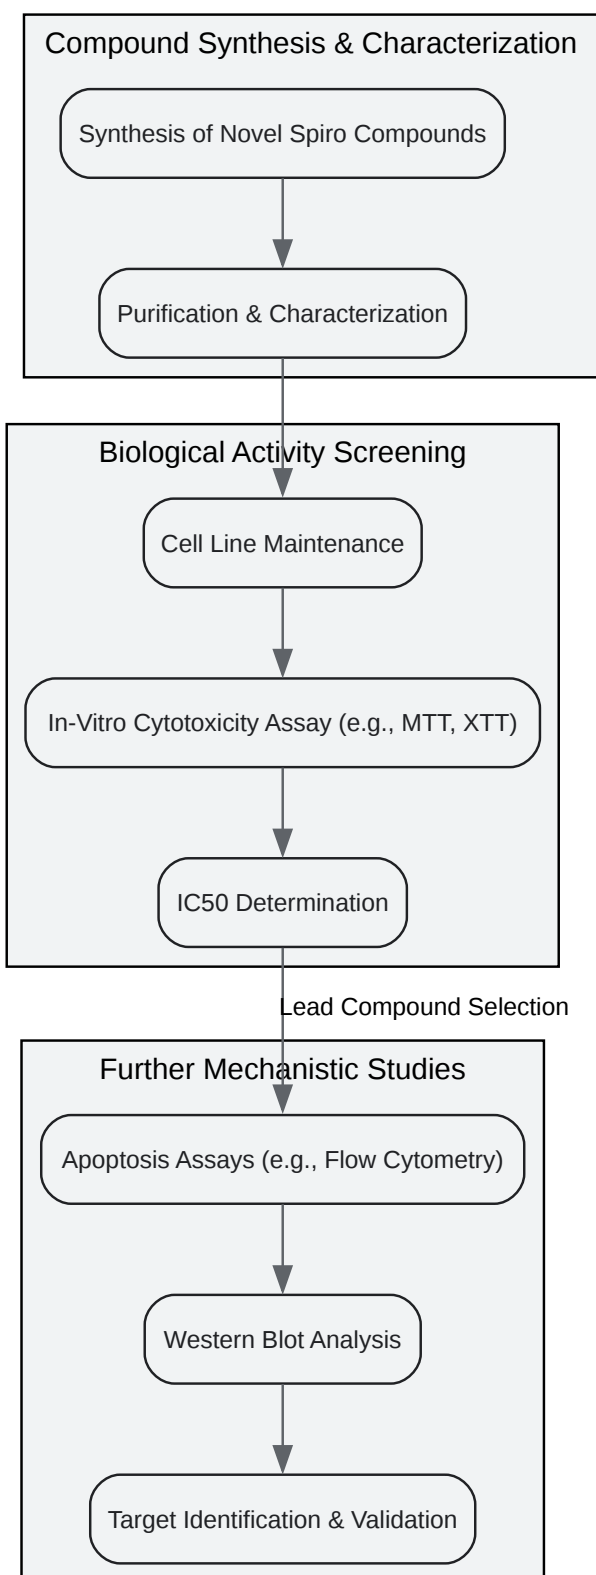 Compound Synthesis & Characterization
Synthesis of Novel Spiro Compounds
Purification & Characterization
Biological Activity Screening
Cell Line Maintenance
In-Vitro Cytotoxicity Assay (e.g., MTT, XTT)
IC50 Determination
Lead Compound Selection
Further Mechanistic Studies
Apoptosis Assays (e.g., Flow Cytometry)
Western Blot Analysis
Target Identification & Validation